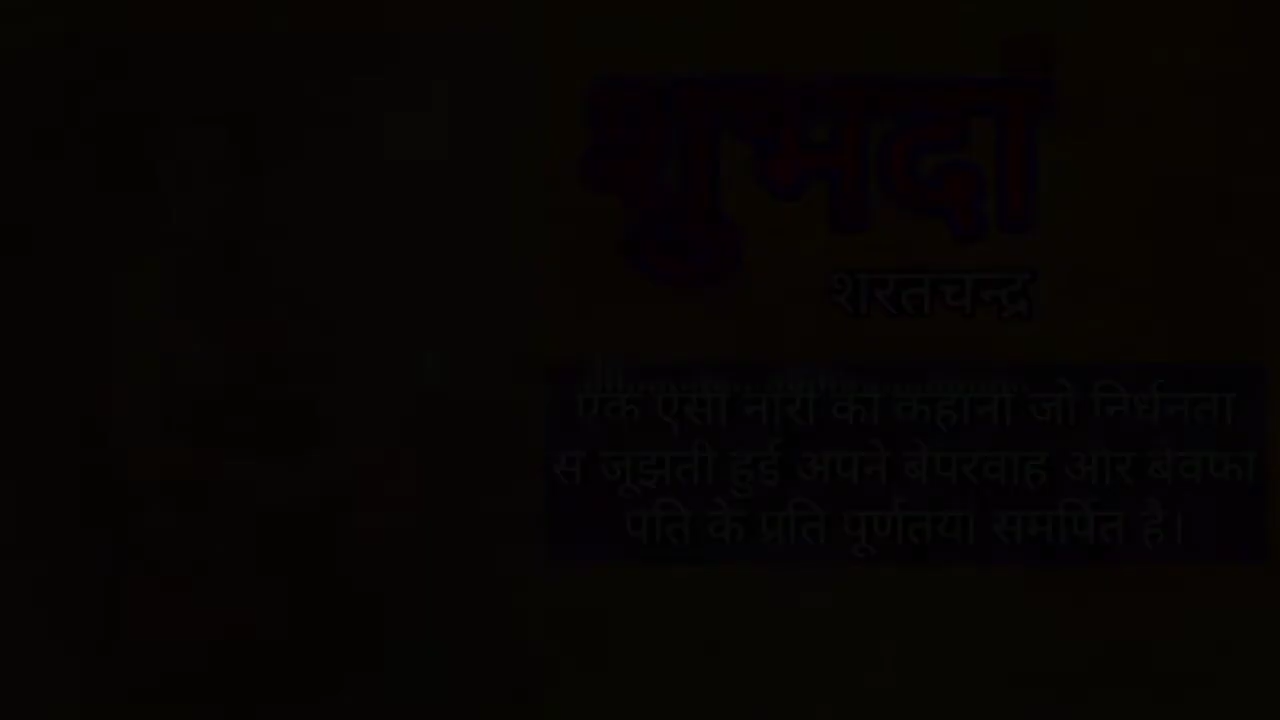 शुभदा
शरतचन्द्र
एक ऐसी नारी की कहानी जो निर्धनता
से जूझती हुई अपने बेपरवाह और बेवफा
पति के प्रति पूर्णतया समर्पित है।